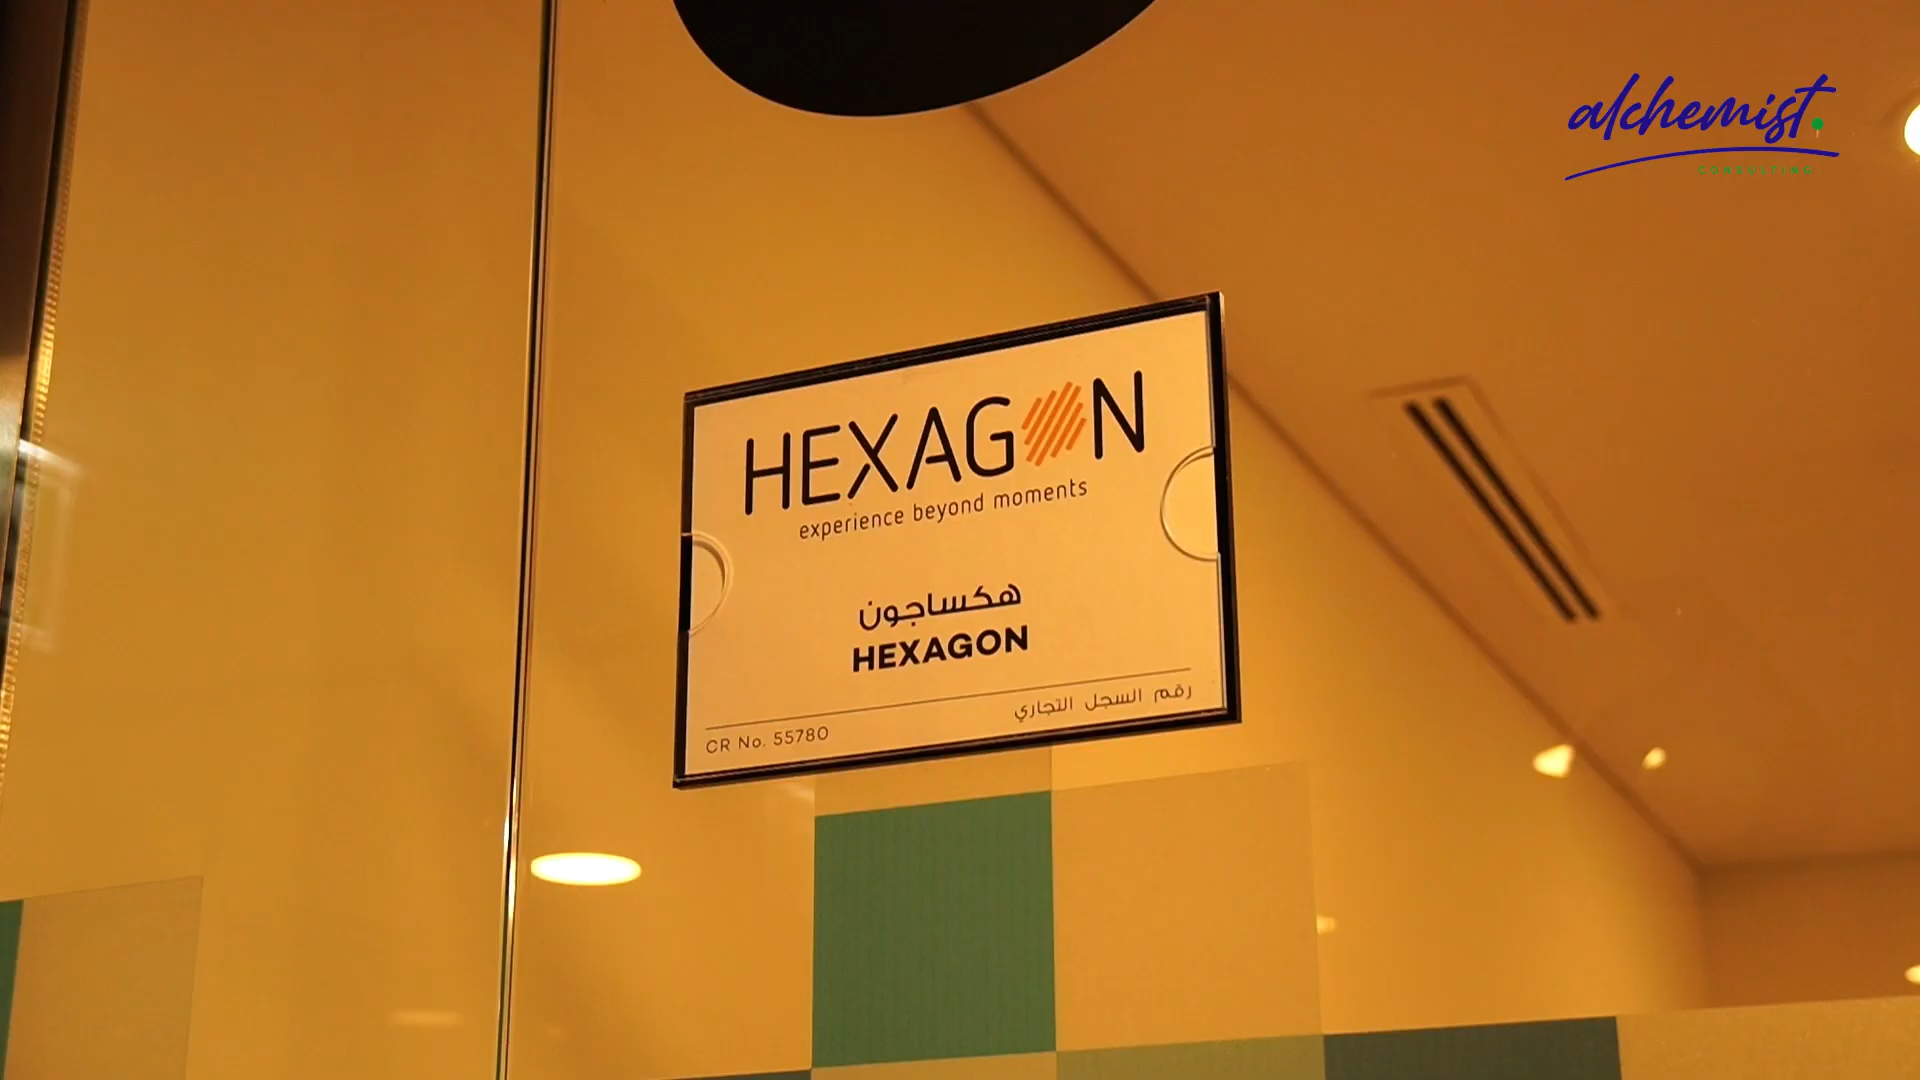 alchemist.
CONSULTING
HEXAGON
experience beyond moments
هكساجون
HEXAGON
CR No. 55780 رقم السجل التجاري